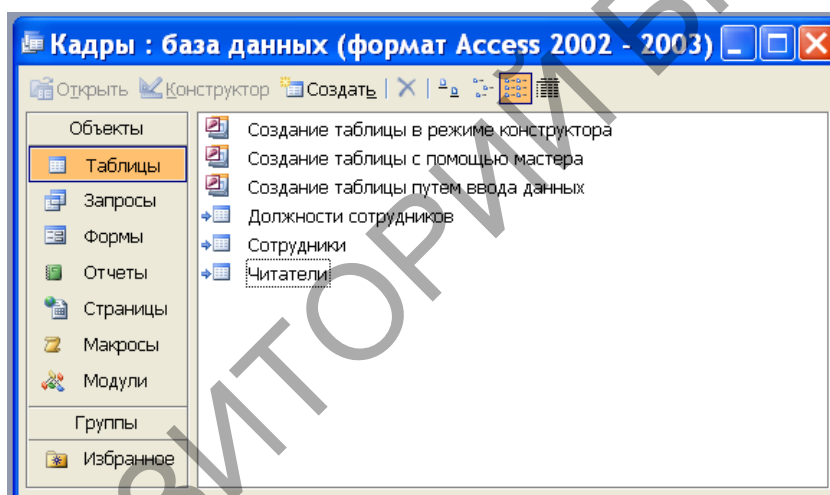 Кадры : база данных (формат Access 2002 - 2003)
Открыть Конструктор Создать
Объекты
Таблицы
Запросы
Формы
Отчеты
Страницы
Макросы
Модули
Группы
Избранное
Создание таблицы в режиме конструктора
Создание таблицы с помощью мастера
Создание таблицы путем ввода данных
Должности сотрудников
Сотрудники
Читатели